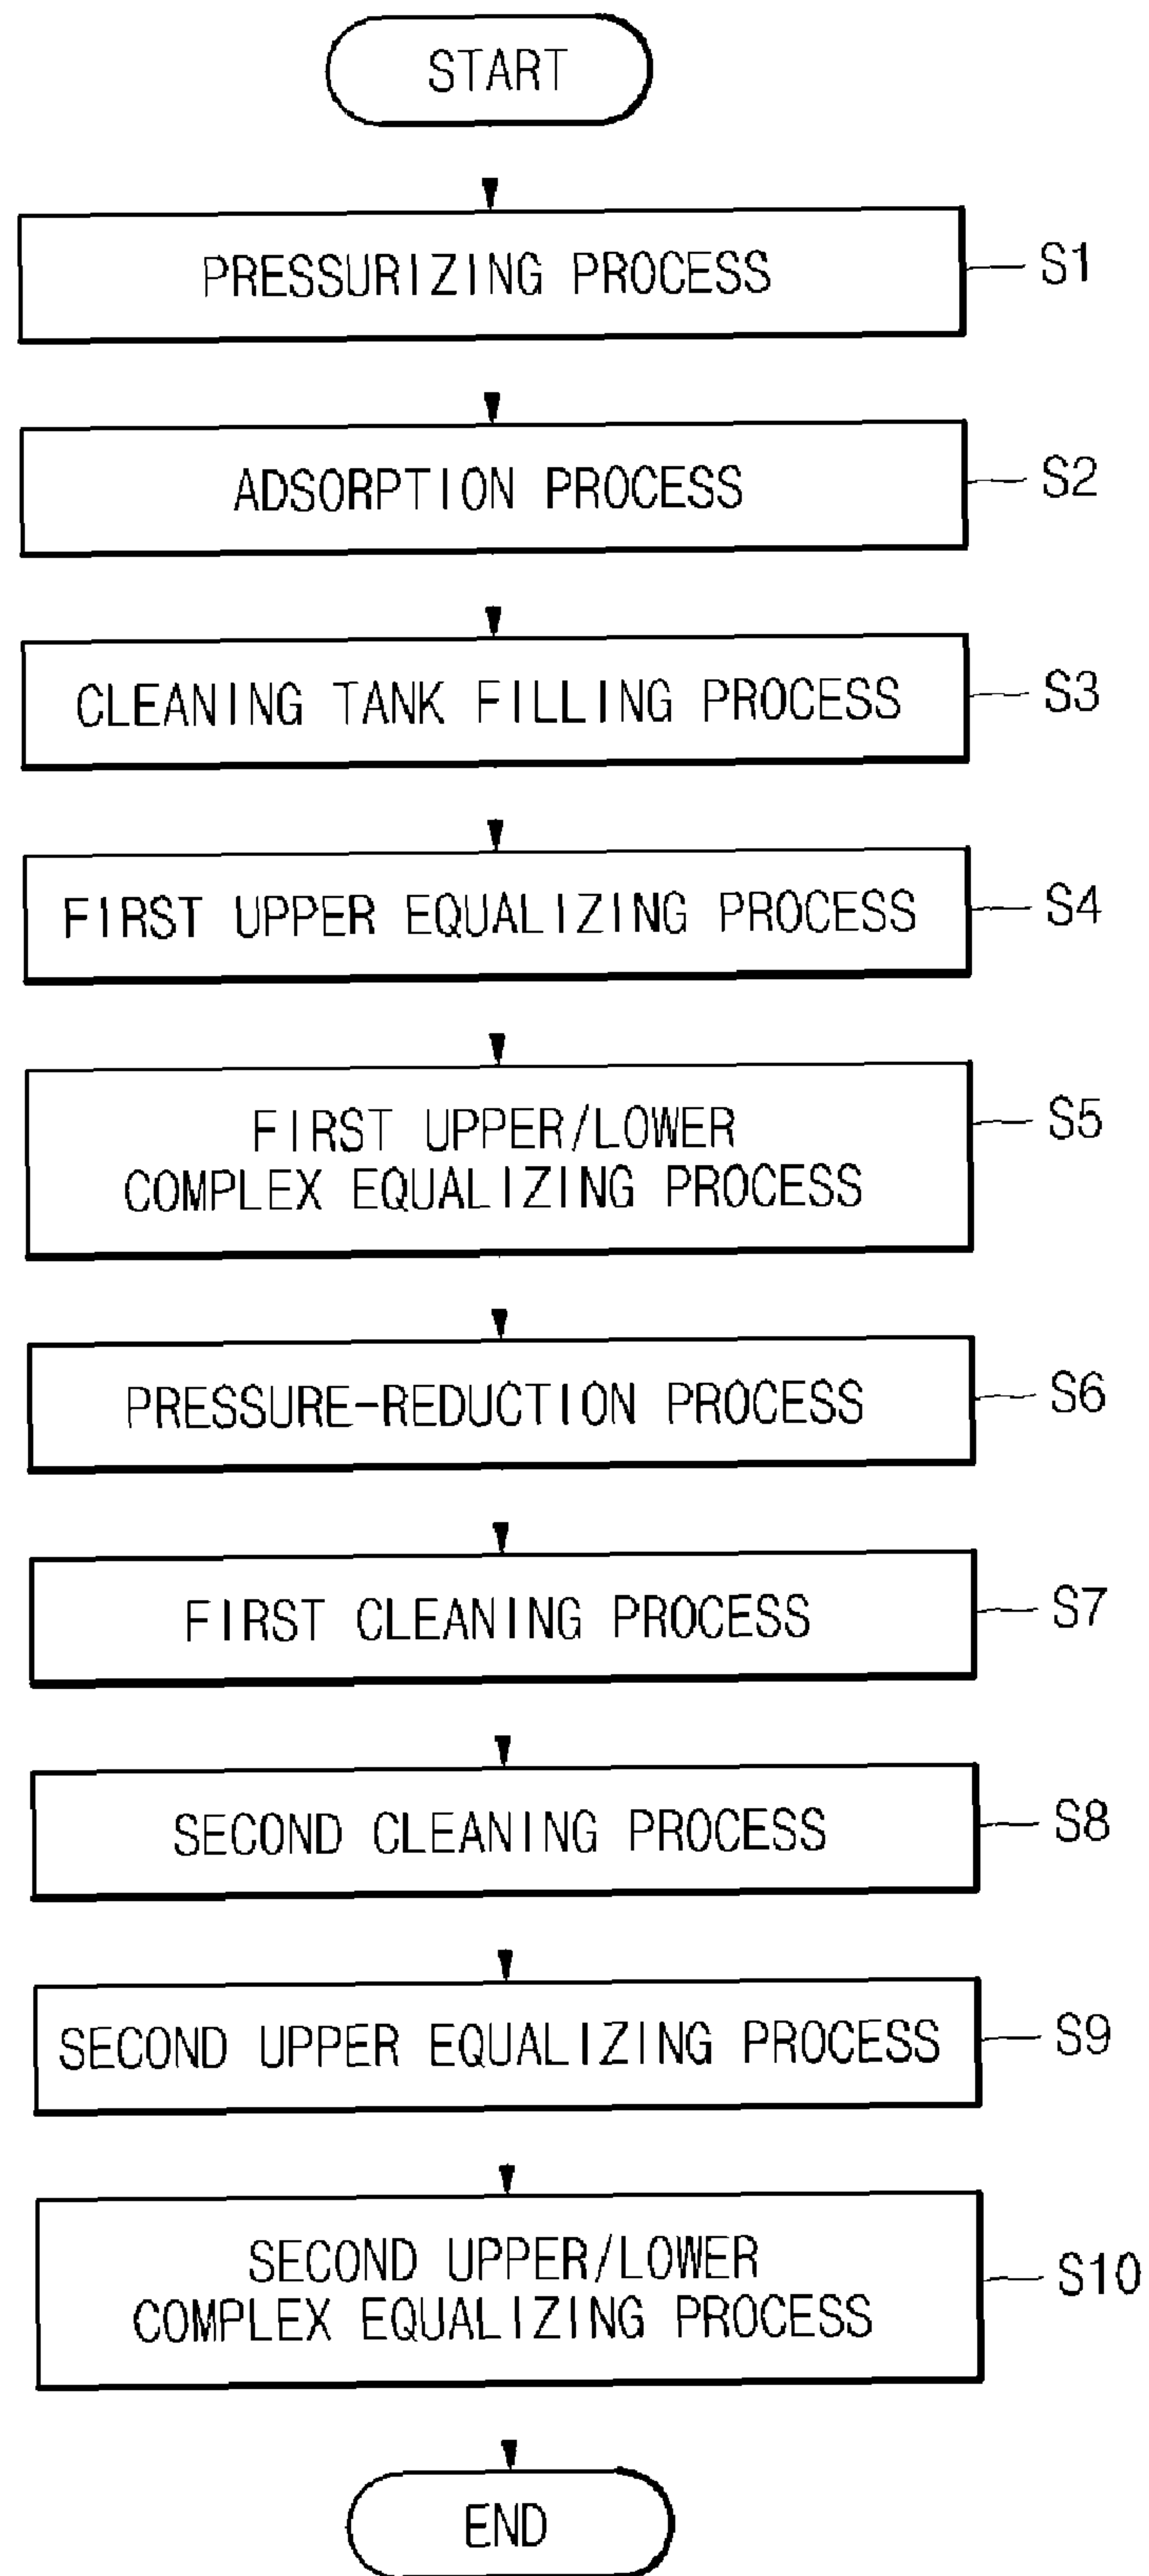 START
PRESSURIZING PROCESS
S1
ADSORPTION PROCESS
S2
CLEANING TANK FILLING PROCESS
S3
FIRST UPPER EQUALIZING PROCESS
S4
FIRST UPPER/LOWER
COMPLEX EQUALIZING PROCESS
S5
PRESSURE-REDUCTION PROCESS
S6
FIRST CLEANING PROCESS
S7
SECOND CLEANING PROCESS
S8
SECOND UPPER EQUALIZING PROCESS
S9
SECOND UPPER/LOWER
COMPLEX EQUALIZING PROCESS
S10
END